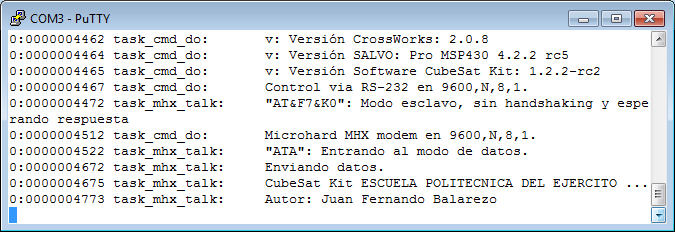 COM3 - PuTTY
0:0000004462 task_cmd_do: v: Versión CrossWorks: 2.0.8
0:0000004464 task_cmd_do: v: Versión SALVO: Pro MSP430 4.2.2 rc5
0:0000004465 task_cmd_do: v: Versión Software CubeSat Kit: 1.2.2-rc2
0:0000004467 task_cmd_do: Control via RS-232 en 9600,N,8,1.
0:0000004472 task_mhx_talk: "AT&F7&K0": Modo esclavo, sin handshaking y espe
rando respuesta
0:0000004512 task_cmd_do: Microhard MHX modem en 9600,N,8,1.
0:0000004522 task_mhx_talk: "ATA": Entrando al modo de datos.
0:0000004672 task_mhx_talk: Enviando datos.
0:0000004675 task_mhx_talk: CubeSat Kit ESCUELA POLITECNICA DEL EJERCITO ...
0:0000004773 task_mhx_talk: Autor: Juan Fernando Balarezo